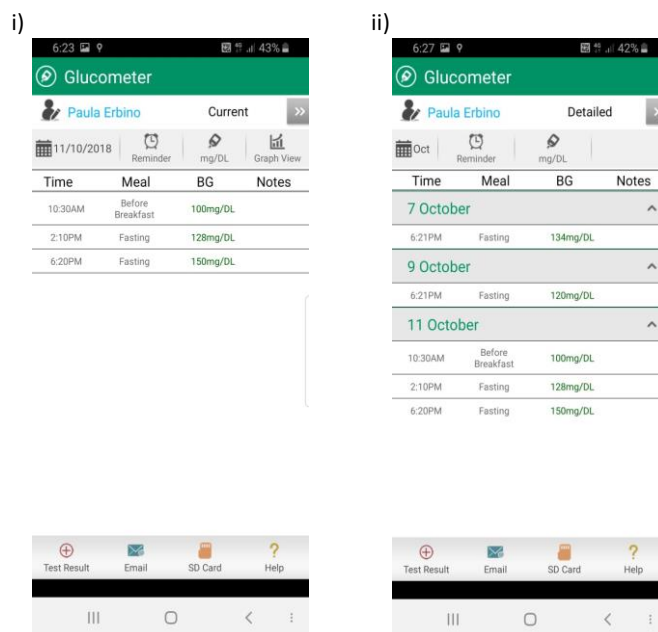 i)
6:23 43%
Glucometer
Paula Erbino Current >>
11/10/2018 Reminder mg/DL Graph View
Time Meal BG Notes
10:30AM Before Breakfast 100mg/DL
2:10PM Fasting 128mg/DL
6:20PM Fasting 150mg/DL
Test Result Email SD Card Help
ii)
6:27 42%
Glucometer
Paula Erbino Detailed
Oct Reminder mg/DL
Time Meal BG Notes
7 October
6:21PM Fasting 134mg/DL
9 October
6:21PM Fasting 120mg/DL
11 October
10:30AM Before Breakfast 100mg/DL
2:10PM Fasting 128mg/DL
6:20PM Fasting 150mg/DL
Test Result Email SD Card Help